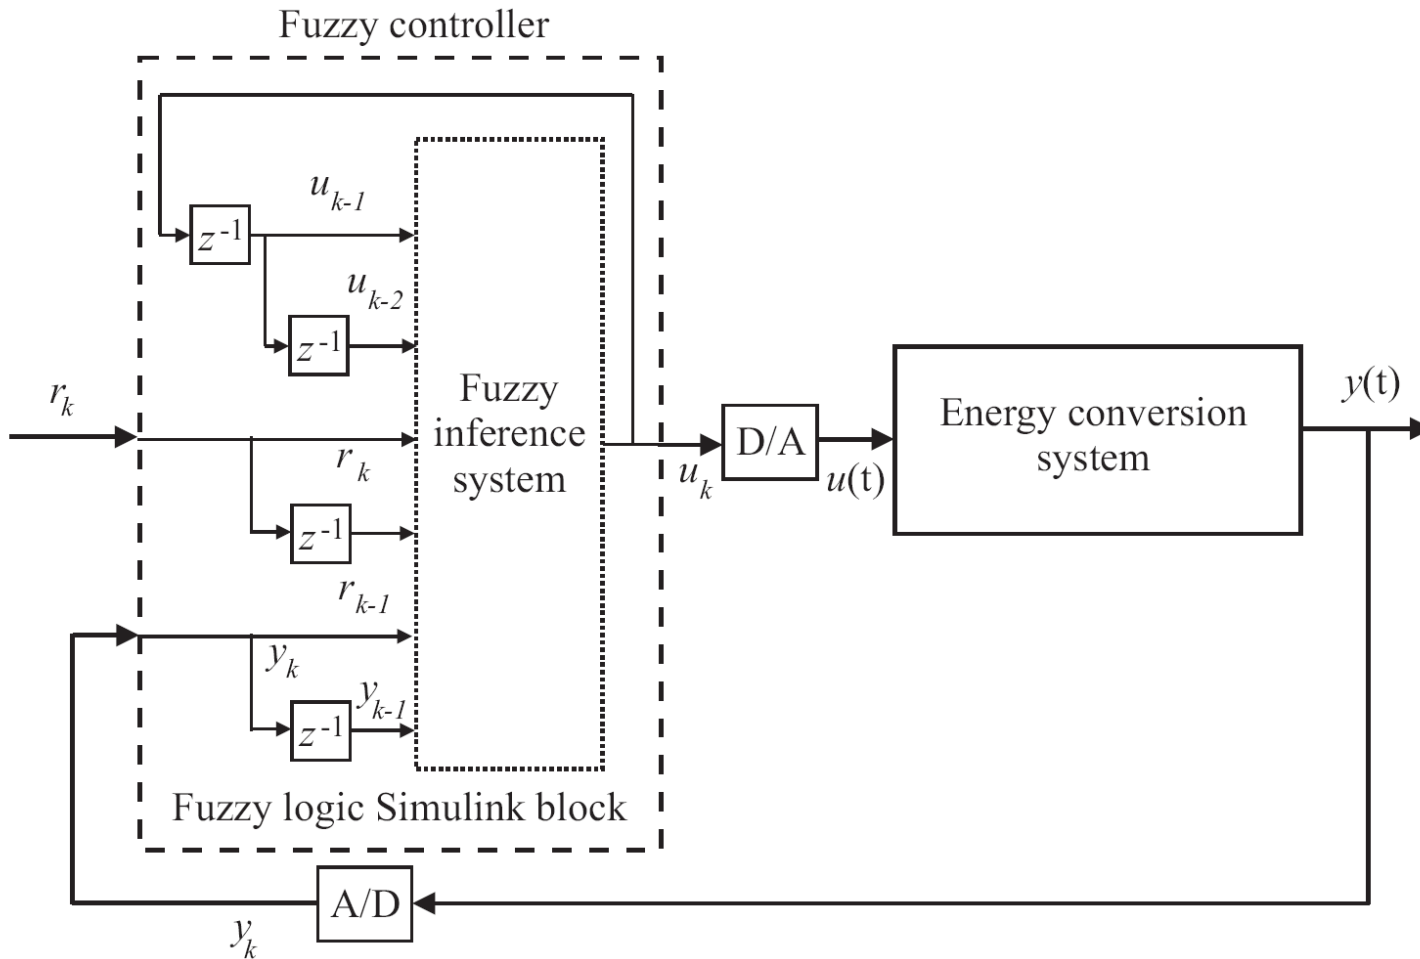 Fuzzy controller
u_{k-1}
z^{-1}
u_{k-2}
z^{-1}
r_k
Fuzzy
inference
system
r_k
z^{-1}
r_{k-1}
y_k
y_{k-1}
z^{-1}
Fuzzy logic Simulink block
u_k
D/A
u(t)
Energy conversion
system
y(t)
A/D
y_k